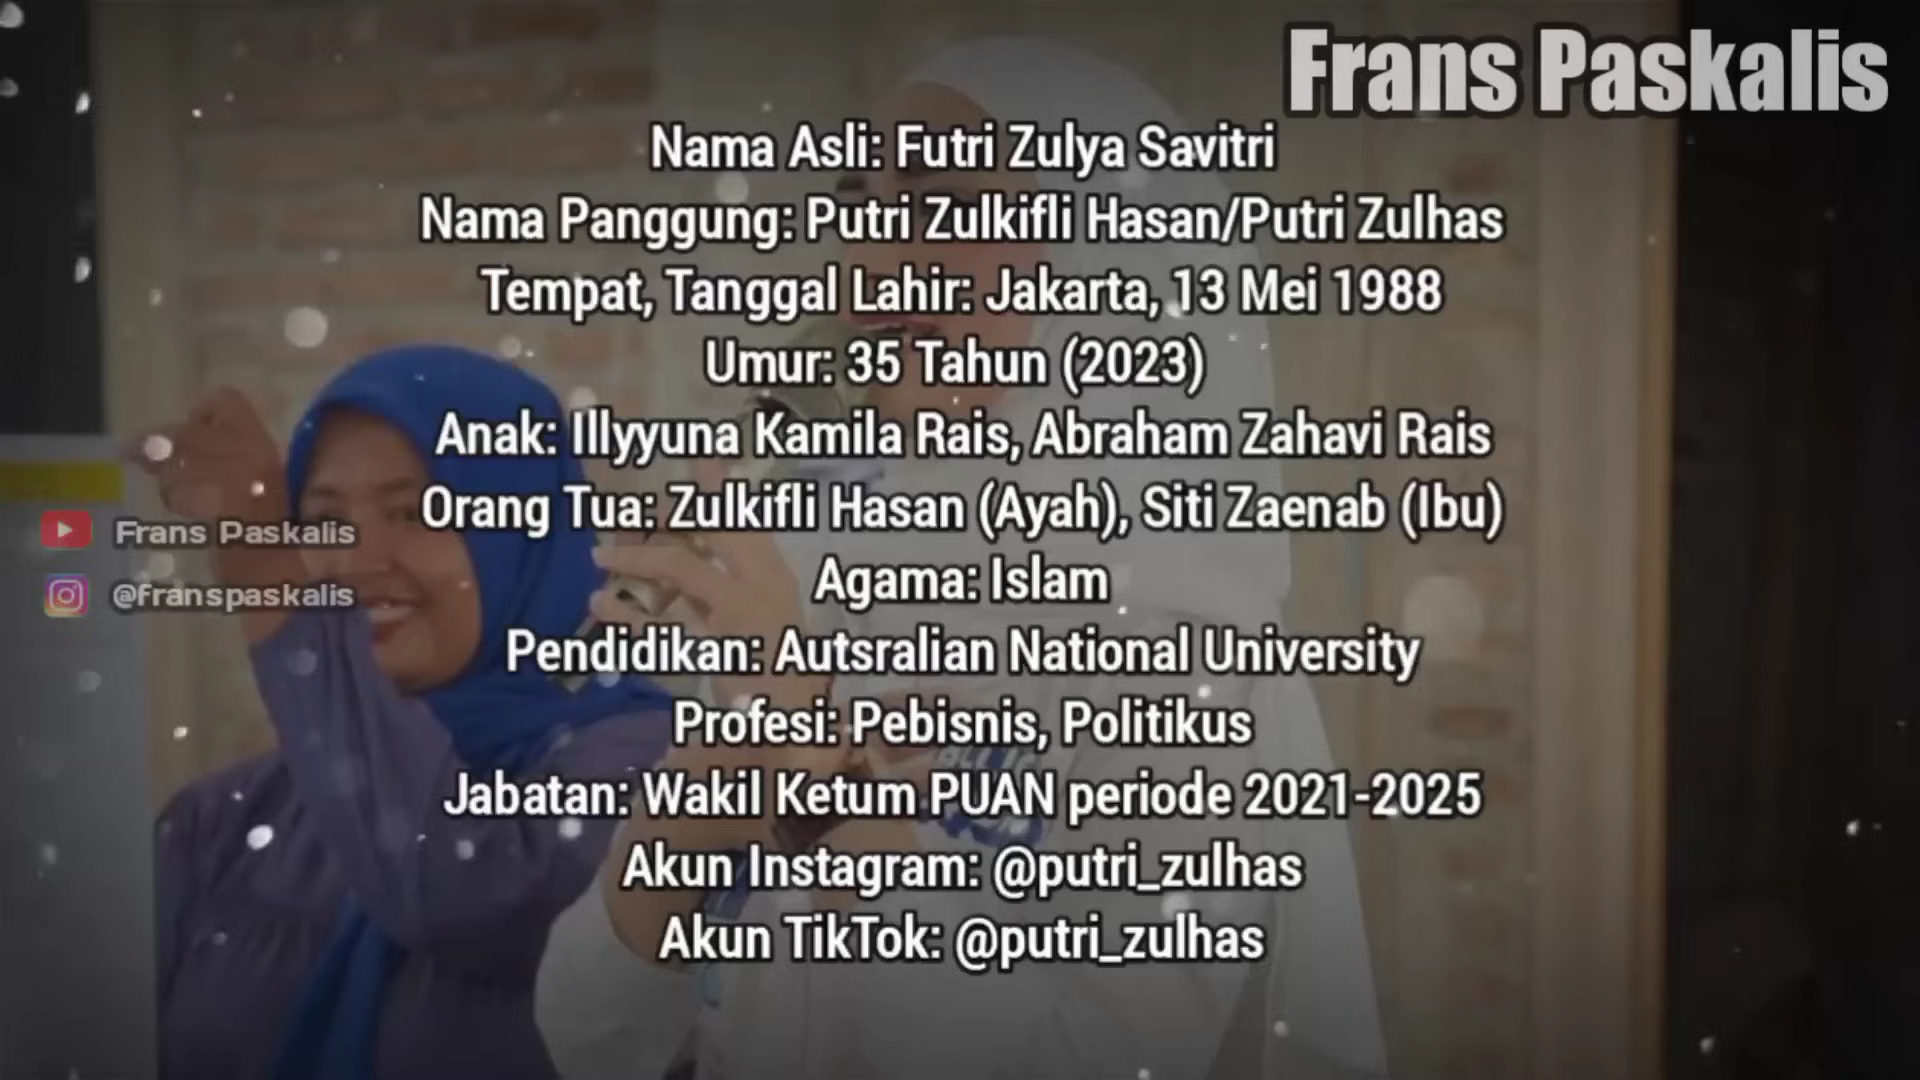 Frans Paskalis
Nama Asli: Futri Zulya Savitri
Nama Panggung: Putri Zulkifli Hasan/Putri Zulhas
Tempat, Tanggal Lahir: Jakarta, 13 Mei 1988
Umur: 35 Tahun (2023)
Anak: Illyyuna Kamila Rais, Abraham Zahavi Rais
Orang Tua: Zulkifli Hasan (Ayah), Siti Zaenab (Ibu)
Frans Paskalis
@franspaskalis
Agama: Islam
Pendidikan: Autsralian National University
Profesi: Pebisnis, Politikus
Jabatan: Wakil Ketum PUAN periode 2021-2025
Akun Instagram: @putri_zulhas
Akun TikTok: @putri_zulhas